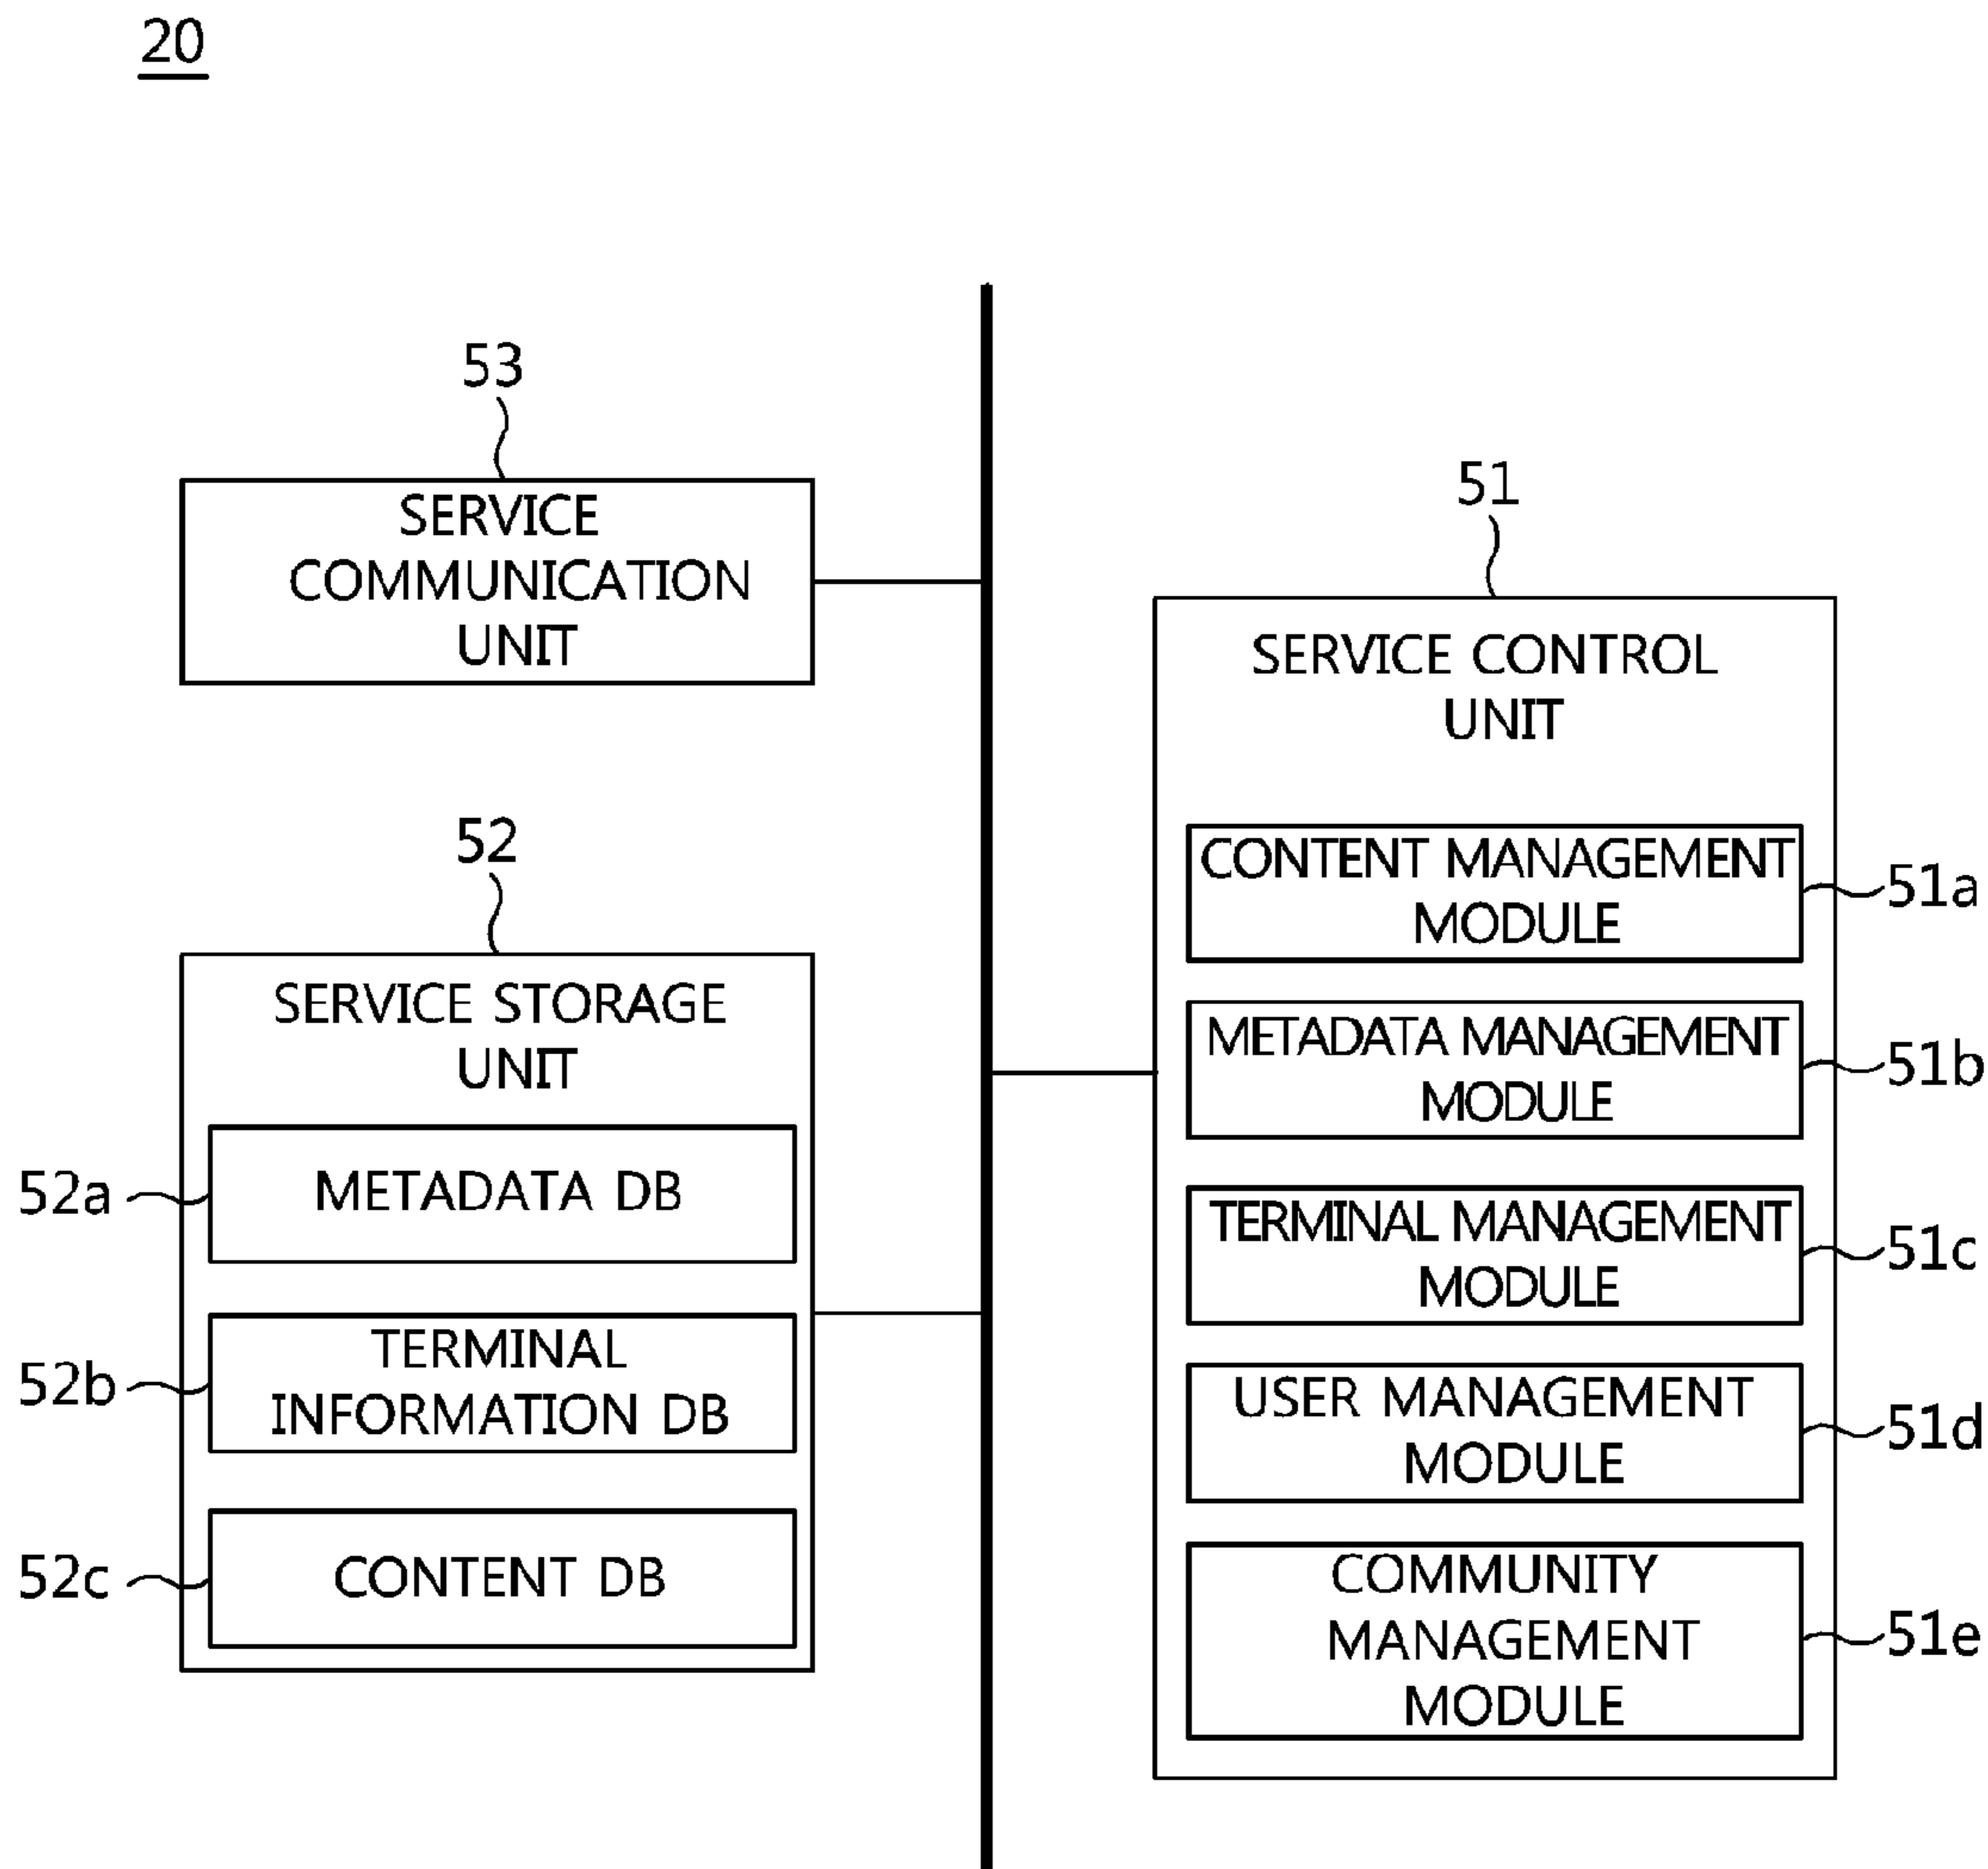 20
53
SERVICE
COMMUNICATION
UNIT
52
SERVICE STORAGE
UNIT
52a
METADATA DB
52b
TERMINAL
INFORMATION DB
52c
CONTENT DB
51
SERVICE CONTROL
UNIT
CONTENT MANAGEMENT
MODULE
51a
METADATA MANAGEMENT
MODULE
51b
TERMINAL MANAGEMENT
MODULE
51c
USER MANAGEMENT
MODULE
51d
COMMUNITY
MANAGEMENT
MODULE
51e